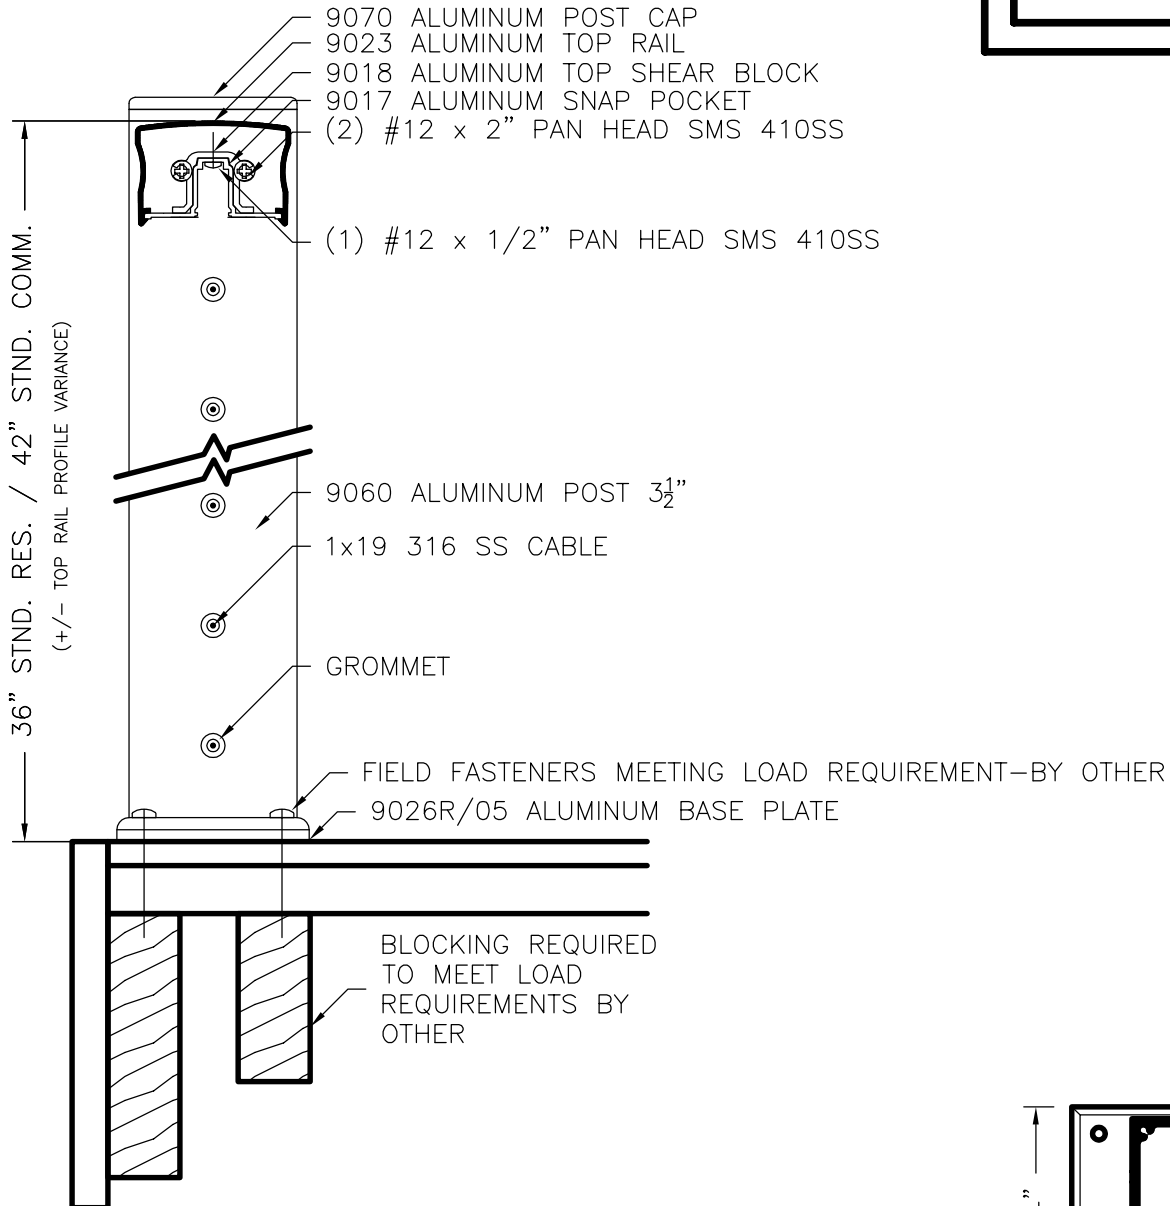 9070 ALUMINUM POST CAP
9023 ALUMINUM TOP RAIL
9018 ALUMINUM TOP SHEAR BLOCK
9017 ALUMINUM SNAP POCKET
(2) #12 x 2" PAN HEAD SMS 410SS
(1) #12 x 1/2" PAN HEAD SMS 410SS
36" STND. RES. / 42" STND. COMM.
(+/- TOP RAIL PROFILE VARIANCE)
9060 ALUMINUM POST 3½"
1x19 316 SS CABLE
GROMMET
FIELD FASTENERS MEETING LOAD REQUIREMENT-BY OTHER
9026R/05 ALUMINUM BASE PLATE
BLOCKING REQUIRED
TO MEET LOAD
REQUIREMENTS BY
OTHER